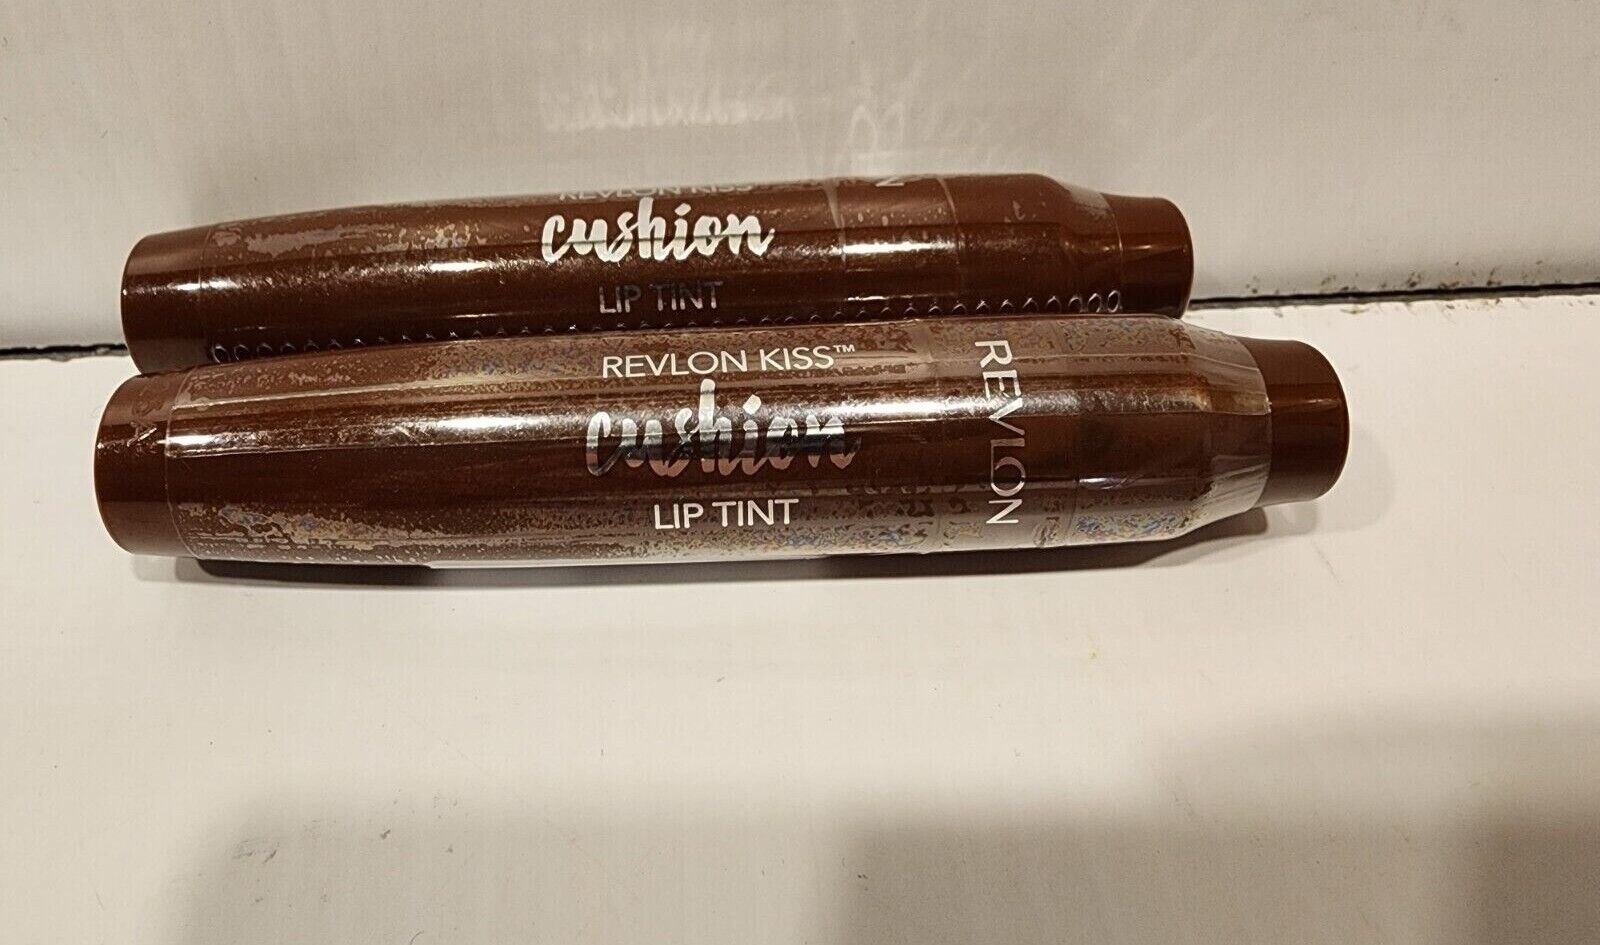 REVLON KISS
cushion
LIP TINT
REVLON KISS™
cushion
LIP TINT
REVLON